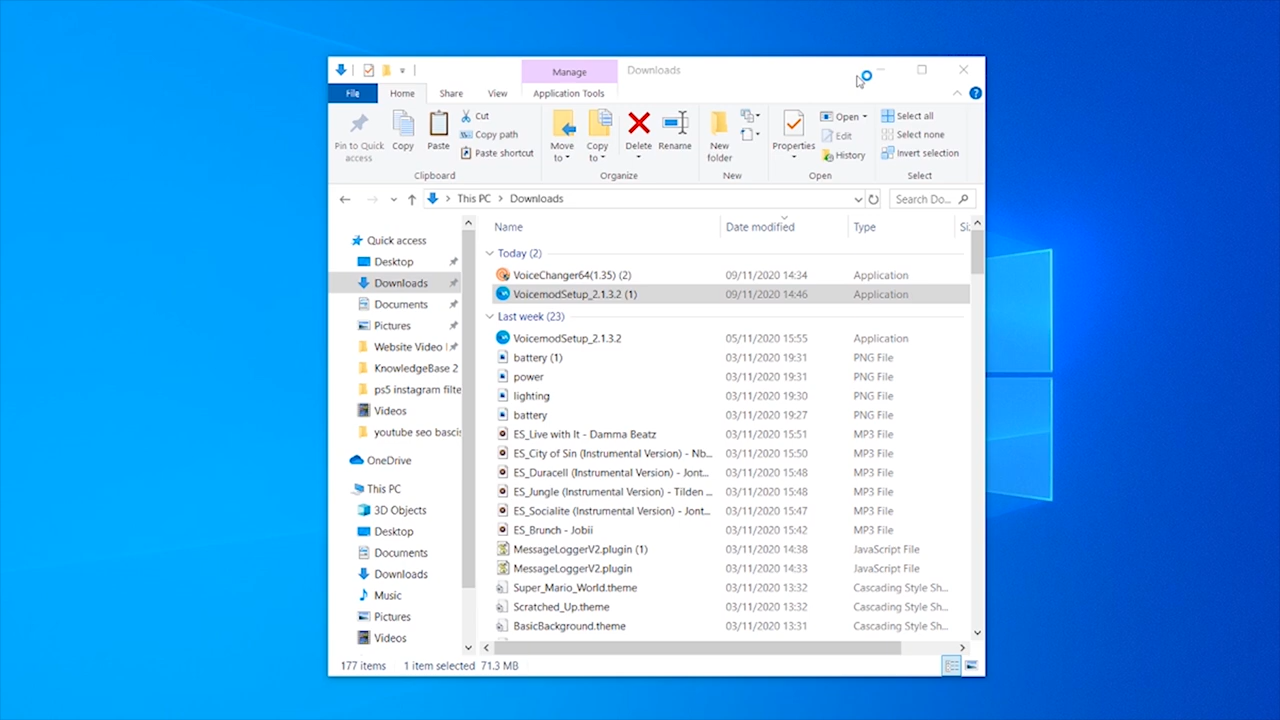 Manage
Downloads
File
Home
Share
View
Application Tools
Pin to Quick access
Copy
Paste
Cut
Copy path
Paste shortcut
Clipboard
Move to
Copy to
Delete
Rename
Organize
New folder
New
Properties
Open
Edit
History
Open
Select all
Select none
Invert selection
Select
This PC > Downloads
Search Do...
Name
Date modified
Type
Quick access
Desktop
Downloads
Documents
Pictures
Website Video
KnowledgeBase 2
ps5 instagram filte
Videos
youtube seo bascis
OneDrive
This PC
3D Objects
Desktop
Documents
Downloads
Music
Pictures
Videos
Today (2)
VoiceChanger64(1.35) (2) 09/11/2020 14:34 Application
VoicemodSetup_2.1.3.2 (1) 09/11/2020 14:46 Application
Last week (23)
VoicemodSetup_2.1.3.2 05/11/2020 15:55 Application
battery (1) 03/11/2020 19:31 PNG File
power 03/11/2020 19:31 PNG File
lighting 03/11/2020 19:30 PNG File
battery 03/11/2020 19:27 PNG File
ES_Live with It - Damma Beatz 03/11/2020 15:51 MP3 File
ES_City of Sin (Instrumental Version) - Nb... 03/11/2020 15:50 MP3 File
ES_Duracell (Instrumental Version) - Jont... 03/11/2020 15:48 MP3 File
ES_Jungle (Instrumental Version) - Tilden ... 03/11/2020 15:48 MP3 File
ES_Socialite (Instrumental Version) - Jont... 03/11/2020 15:47 MP3 File
ES_Brunch - Jobii 03/11/2020 15:42 MP3 File
MessageLoggerV2.plugin (1) 03/11/2020 14:38 JavaScript File
MessageLoggerV2.plugin 03/11/2020 14:33 JavaScript File
Super_Mario_World.theme 03/11/2020 13:32 Cascading Style Sh...
Scratched_Up.theme 03/11/2020 13:32 Cascading Style Sh...
BasicBackground.theme 03/11/2020 13:31 Cascading Style Sh...
177 items
1 item selected 71.3 MB